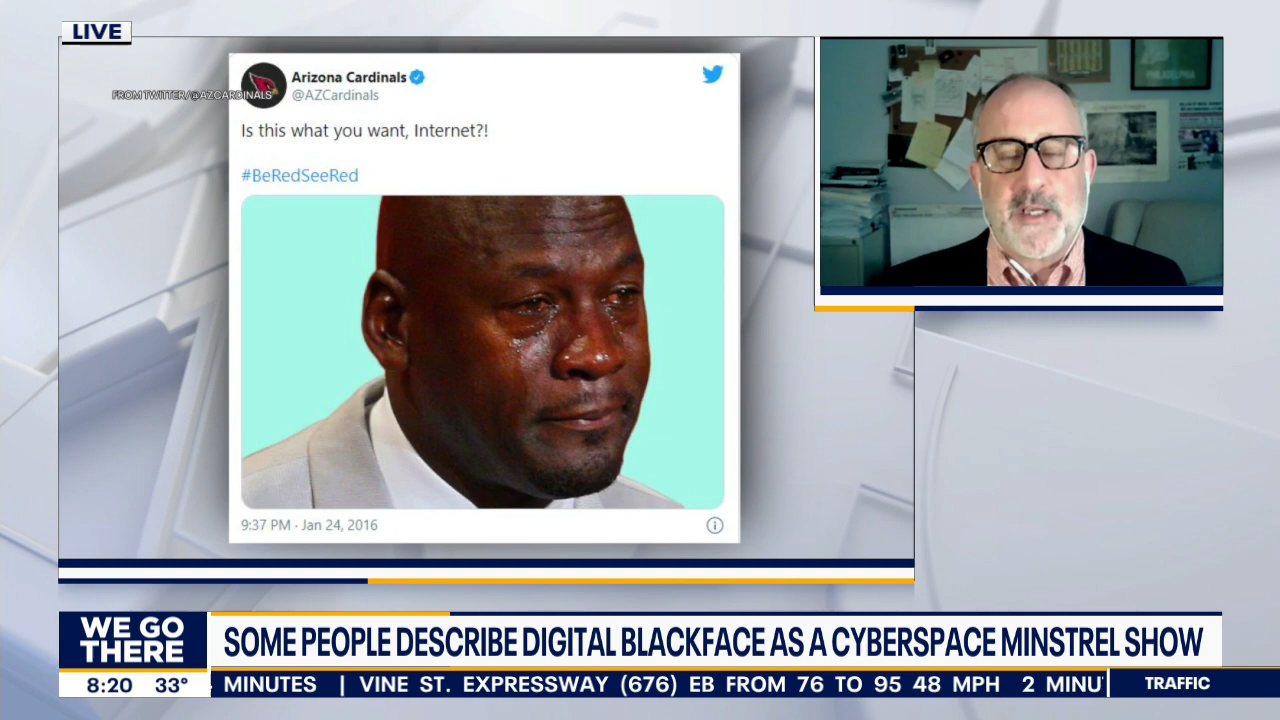 LIVE
FROM TWITTER/@AZCARDINALS
Arizona Cardinals
@AZCardinals
Is this what you want, Internet?!
#BeRedSeeRed
9:37 PM · Jan 24, 2016
PHILADELPHIA
WE GO
THERE
SOME PEOPLE DESCRIBE DIGITAL BLACKFACE AS A CYBERSPACE MINSTREL SHOW
8:20 33° MINUTES | VINE ST. EXPRESSWAY (676) EB FROM 76 TO 95 48 MPH 2 MINU TRAFFIC